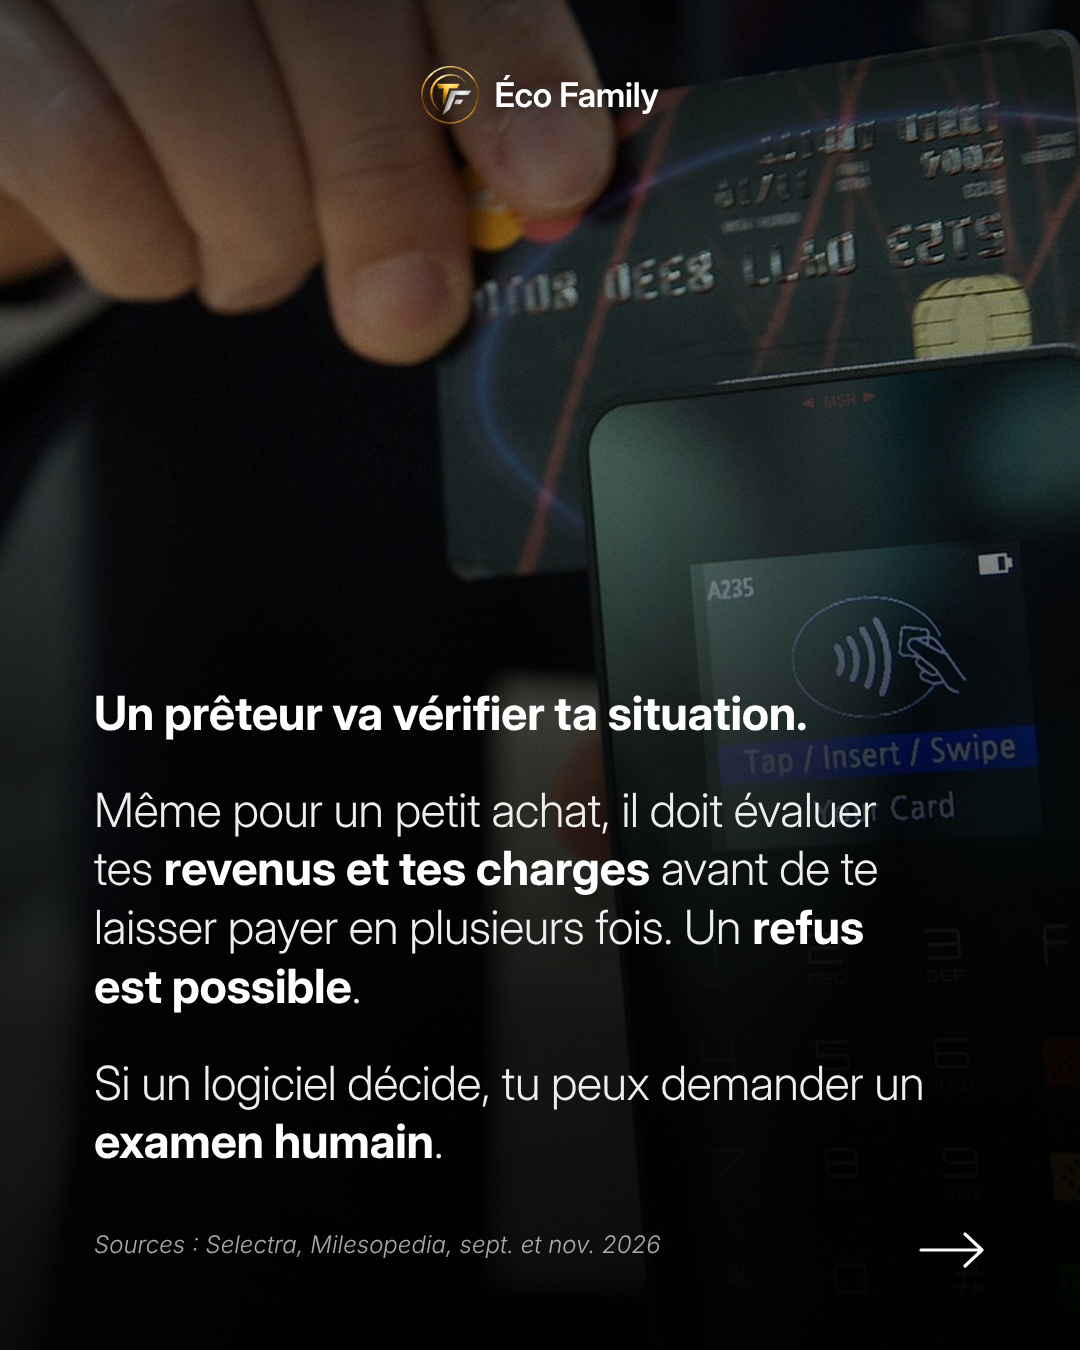 Éco Family
MSR
A235
Tap / Insert / Swipe
Card
Un prêteur va vérifier ta situation.
Même pour un petit achat, il doit évaluer
tes revenus et tes charges avant de te
laisser payer en plusieurs fois. Un refus
est possible.
Si un logiciel décide, tu peux demander un
examen humain.
Sources : Selectra, Milesopedia, sept. et nov. 2026